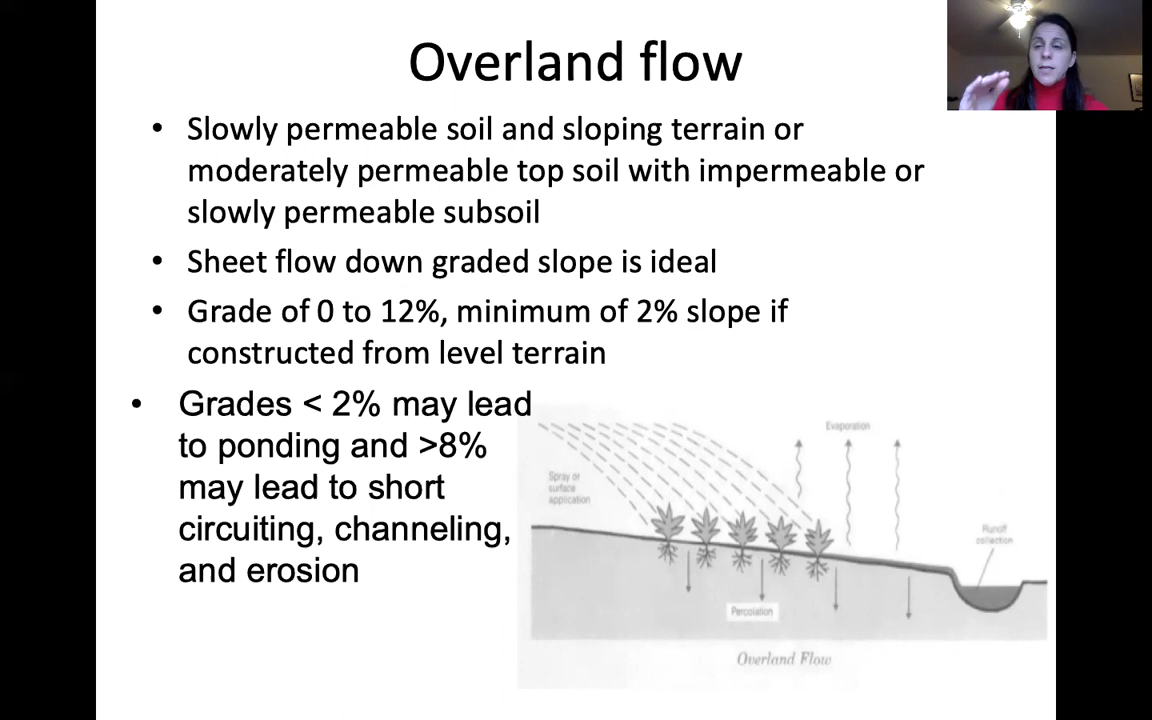 Overland flow
• Slowly permeable soil and sloping terrain or
moderately permeable top soil with impermeable or
slowly permeable subsoil
• Sheet flow down graded slope is ideal
• Grade of 0 to 12%, minimum of 2% slope if
constructed from level terrain
• Grades < 2% may lead
to ponding and >8%
may lead to short
circuiting, channeling,
and erosion
Evaporation
Spray or
surface
application
Runoff
collection
Percolation
Overland Flow